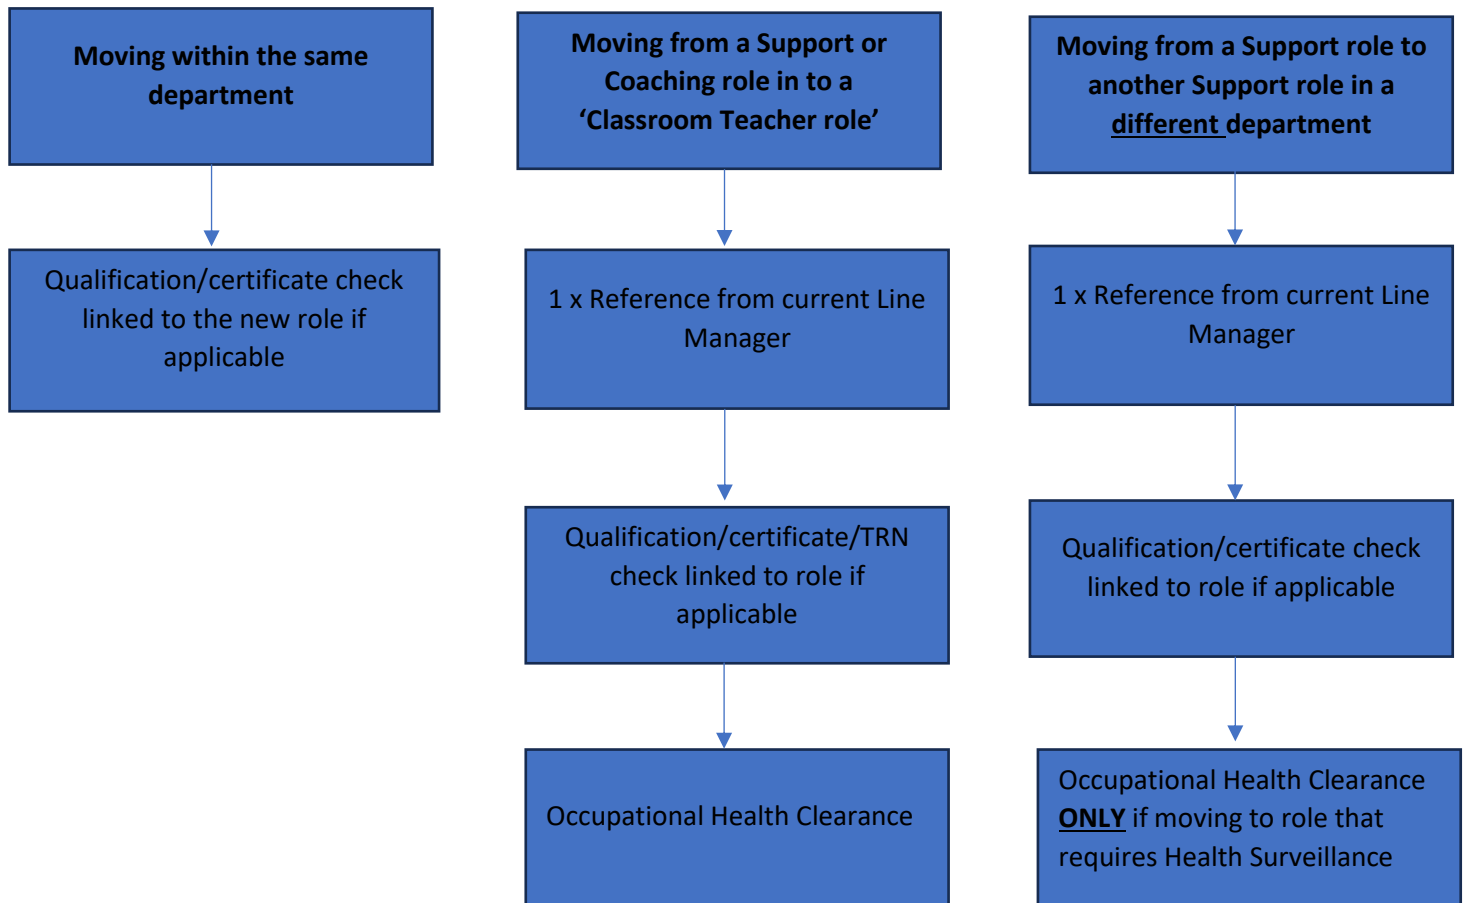 Moving within the same
department
Qualification/certificate check
linked to the new role if
applicable
Moving from a Support or
Coaching role in to a
‘Classroom Teacher role’
1 x Reference from current Line
Manager
Qualification/certificate/TRN
check linked to role if
applicable
Occupational Health Clearance
Moving from a Support role to
another Support role in a
different department
1 x Reference from current Line
Manager
Qualification/certificate check
linked to role if applicable
Occupational Health Clearance
ONLY if moving to role that
requires Health Surveillance